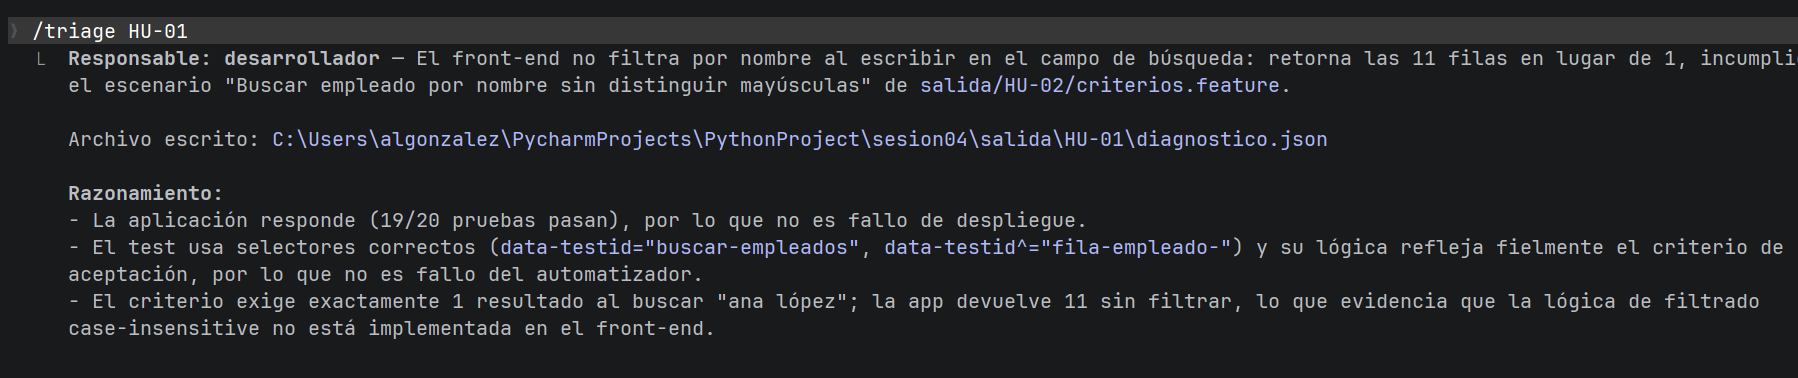 ❯ /triage HU-01
Responsable: desarrollador — El front-end no filtra por nombre al escribir en el campo de búsqueda: retorna las 11 filas en lugar de 1,
el escenario "Buscar empleado por nombre sin distinguir mayúsculas" de salida/HU-02/criterios.feature.
Archivo escrito: C:\Users\algonzalez\PycharmProjects\PythonProject\sesion04\salida\HU-01\diagnostico.json
Razonamiento:
- La aplicación responde (19/20 pruebas pasan), por lo que no es fallo de despliegue.
- El test usa selectores correctos (data-testid="buscar-empleados", data-testid^="fila-empleado-") y su lógica refleja fielmente el criterio de
aceptación, por lo que no es fallo del automatizador.
- El criterio exige exactamente 1 resultado al buscar "ana lópez"; la app devuelve 11 sin filtrar, lo que evidencia que la lógica de filtrado
case-insensitive no está implementada en el front-end.